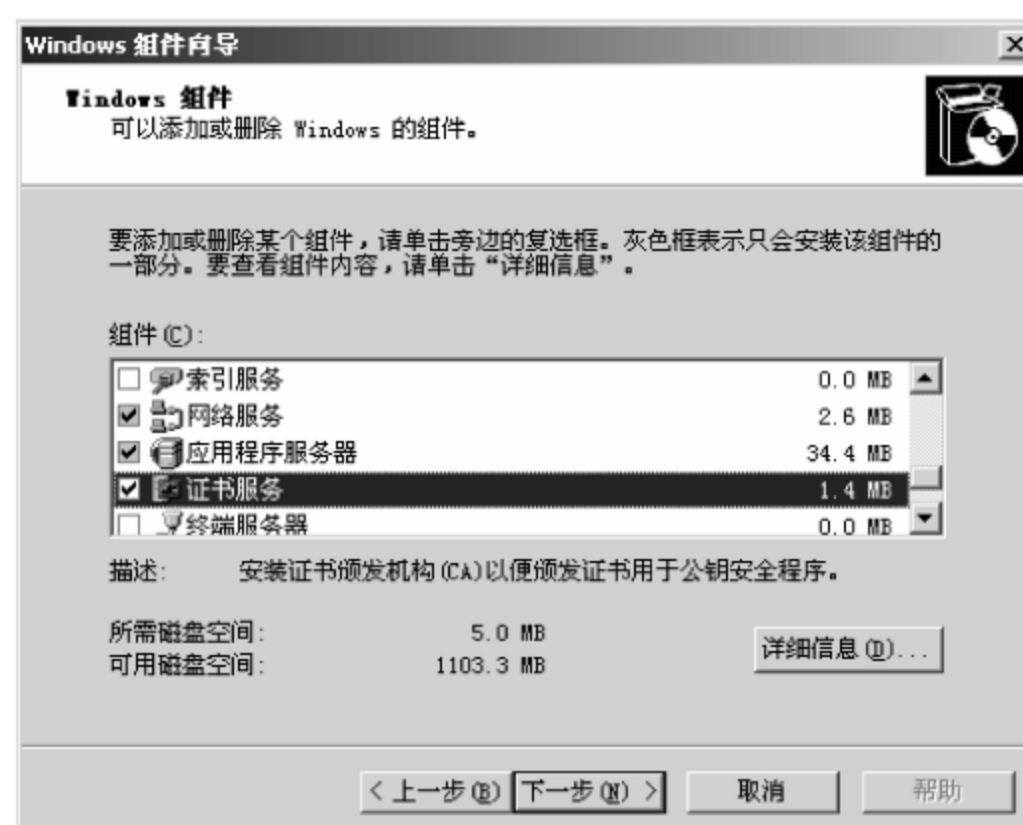 Windows 组件向导
Windows 组件
可以添加或删除 Windows 的组件。
要添加或删除某个组件，请单击旁边的复选框。灰色框表示只会安装该组件的
一部分。要查看组件内容，请单击“详细信息”。
组件(C):
索引服务 0.0 MB
网络服务 2.6 MB
应用程序服务器 34.4 MB
证书服务 1.4 MB
终端服务器 0.0 MB
描述: 安装证书颁发机构(CA)以便颁发证书用于公钥安全程序。
所需磁盘空间: 5.0 MB
可用磁盘空间: 1103.3 MB
详细信息(D)...
< 上一步(B) 下一步(N) > 取消 帮助